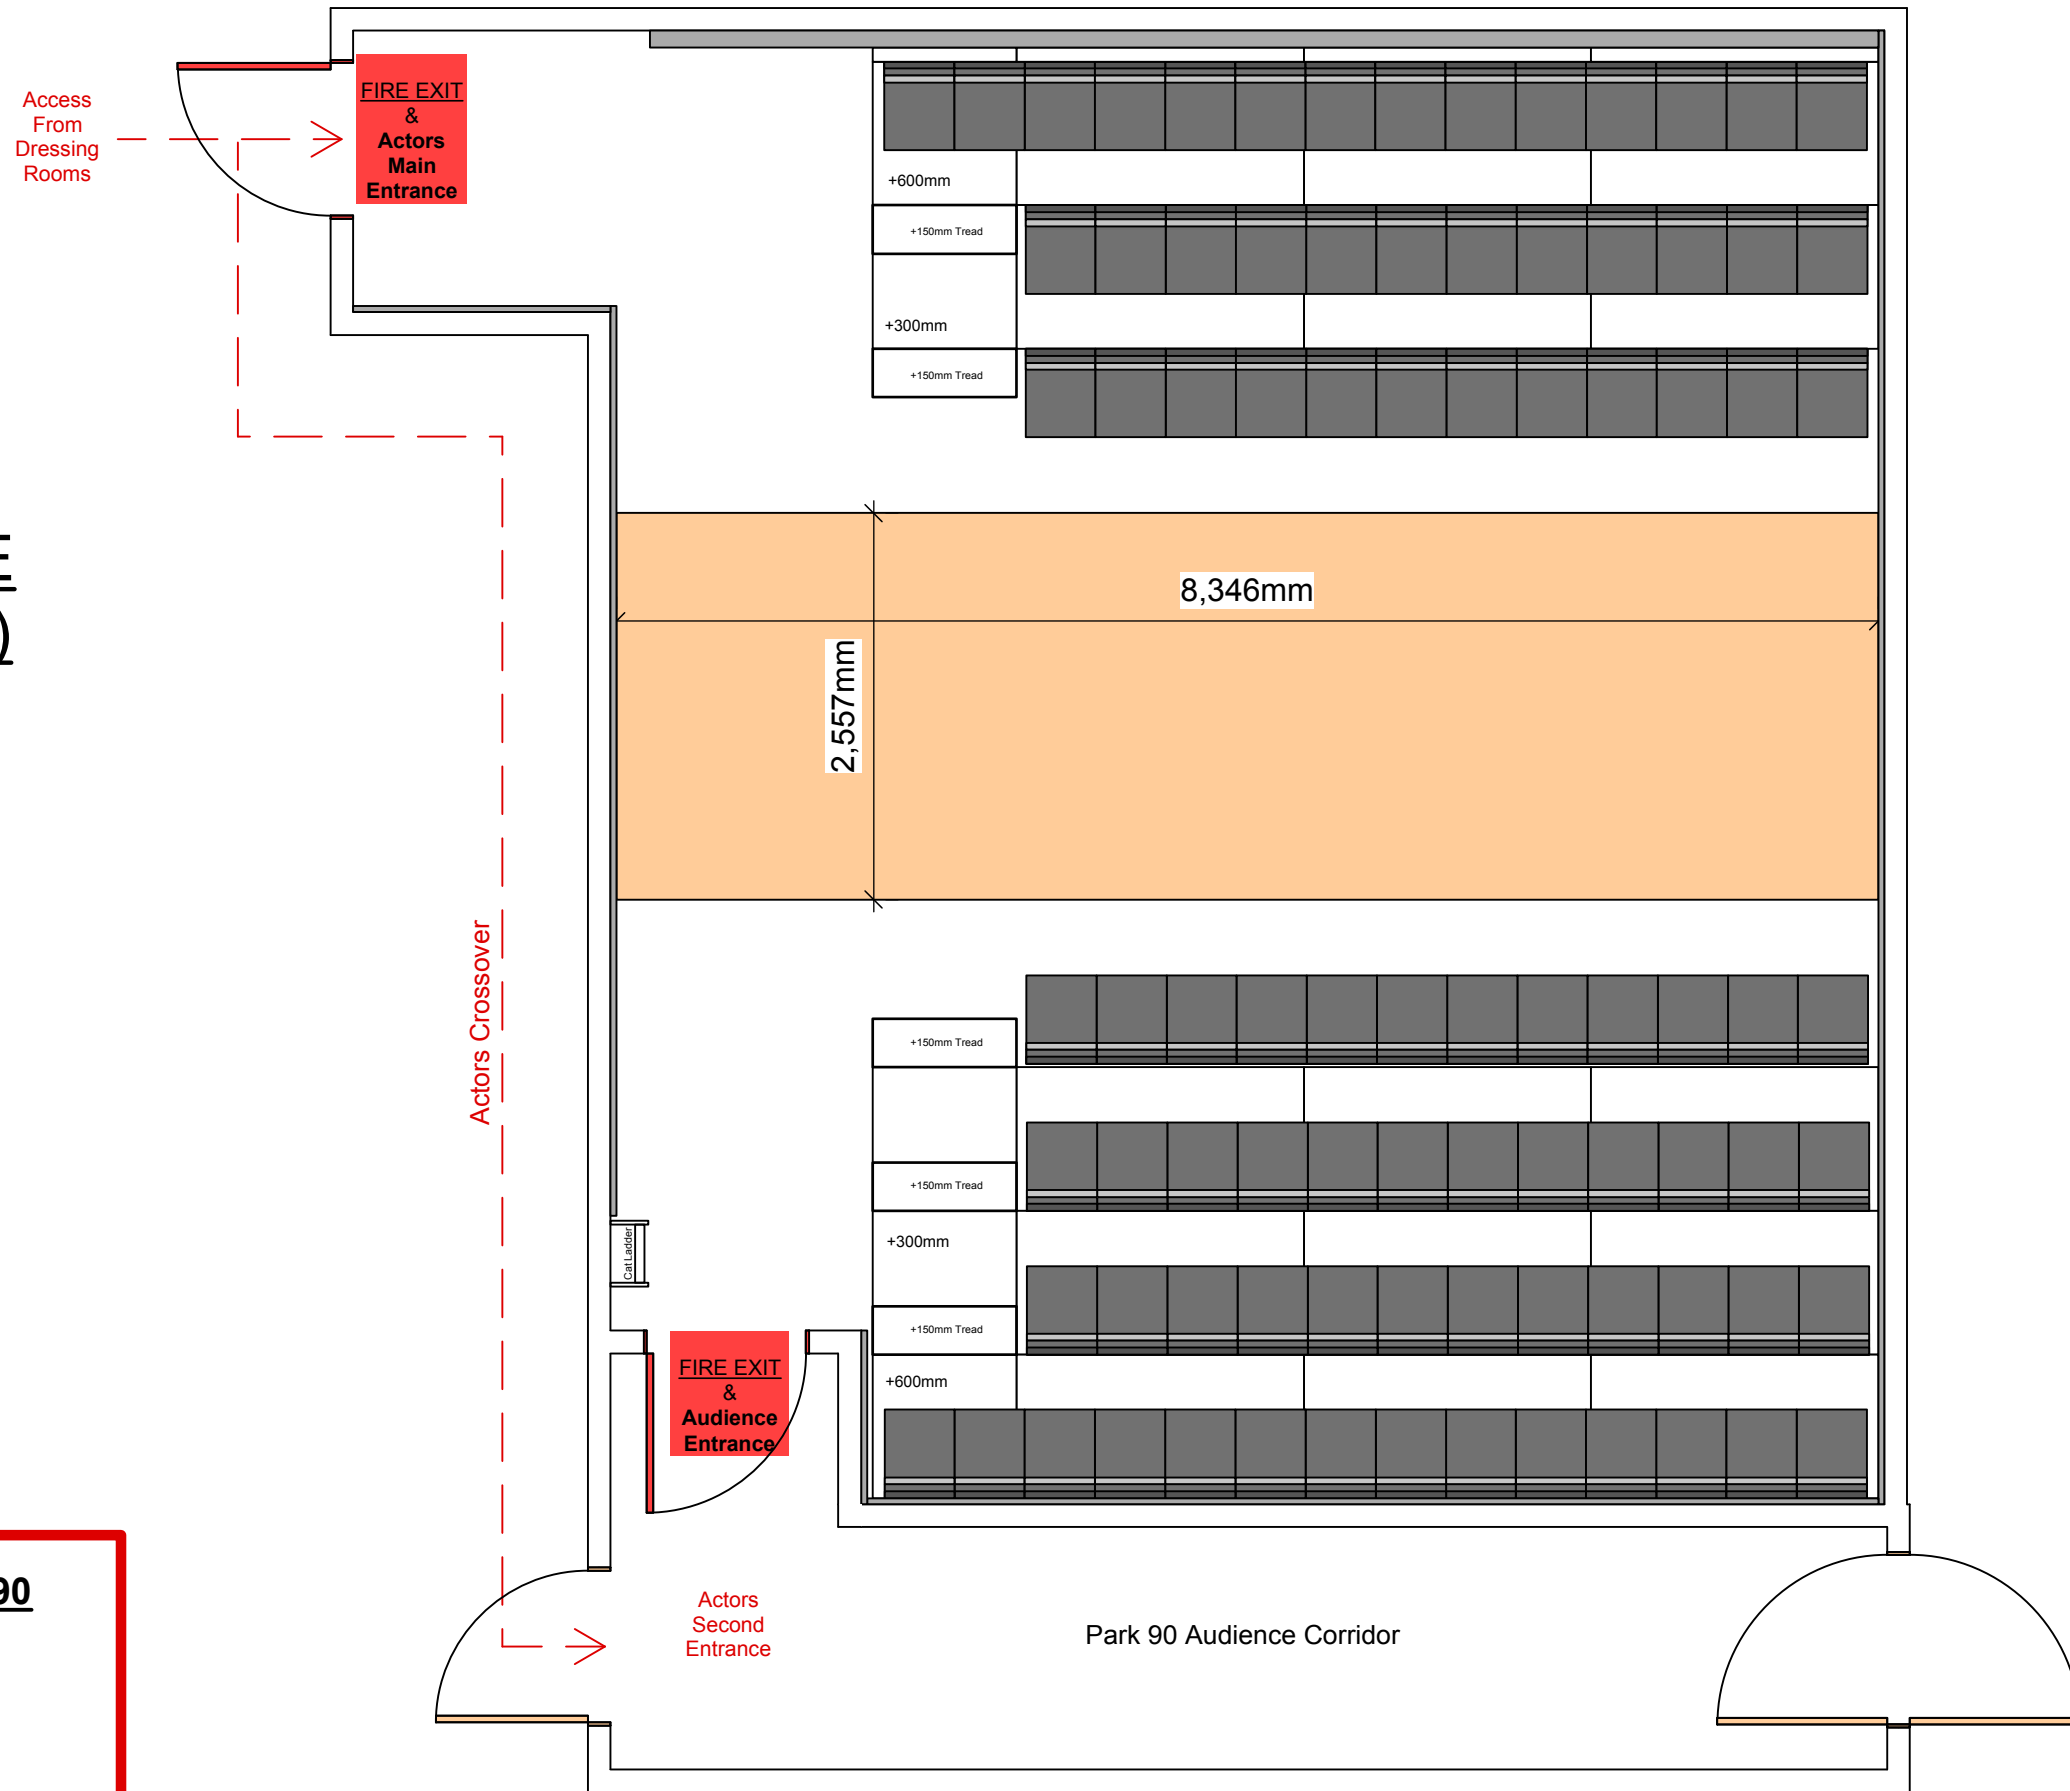 Access
From
Dressing
Rooms
FIRE EXIT
&
Actors
Main
Entrance
+600mm
+150mm Tread
+300mm
+150mm Tread
8,346mm
2,557mm
Actors Crossover
+150mm Tread
+150mm Tread
Cat Ladder
+300mm
+150mm Tread
FIRE EXIT
&
Audience
Entrance
+600mm
90
Actors
Second
Entrance
Park 90 Audience Corridor